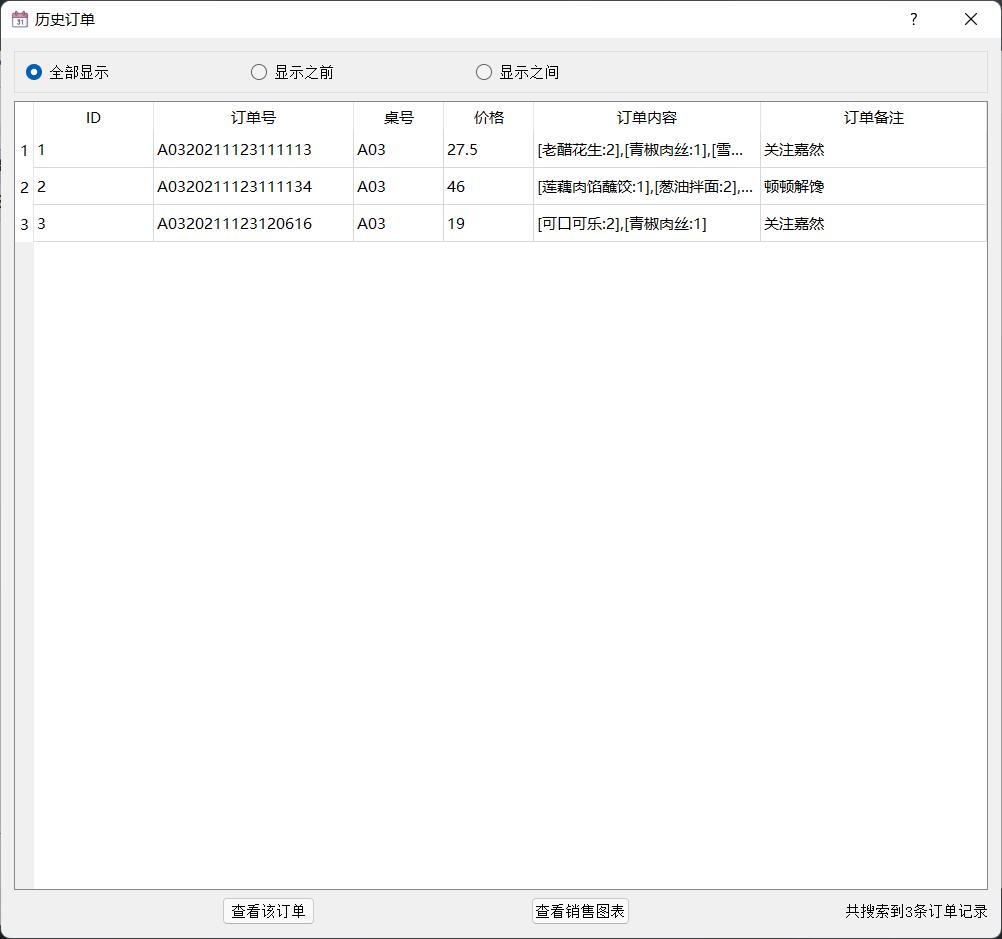 历史订单
全部显示 显示之前 显示之间
ID 订单号 桌号 价格 订单内容 订单备注
1 1 A0320211123111113 A03 27.5 [老醋花生:2],[青椒肉丝:1],[雪... 关注嘉然
2 2 A0320211123111134 A03 46 [莲藕肉馅蘸饺:1],[葱油拌面:2],... 顿顿解馋
3 3 A0320211123120616 A03 19 [可口可乐:2],[青椒肉丝:1] 关注嘉然
查看该订单 查看销售图表 共搜索到3条订单记录